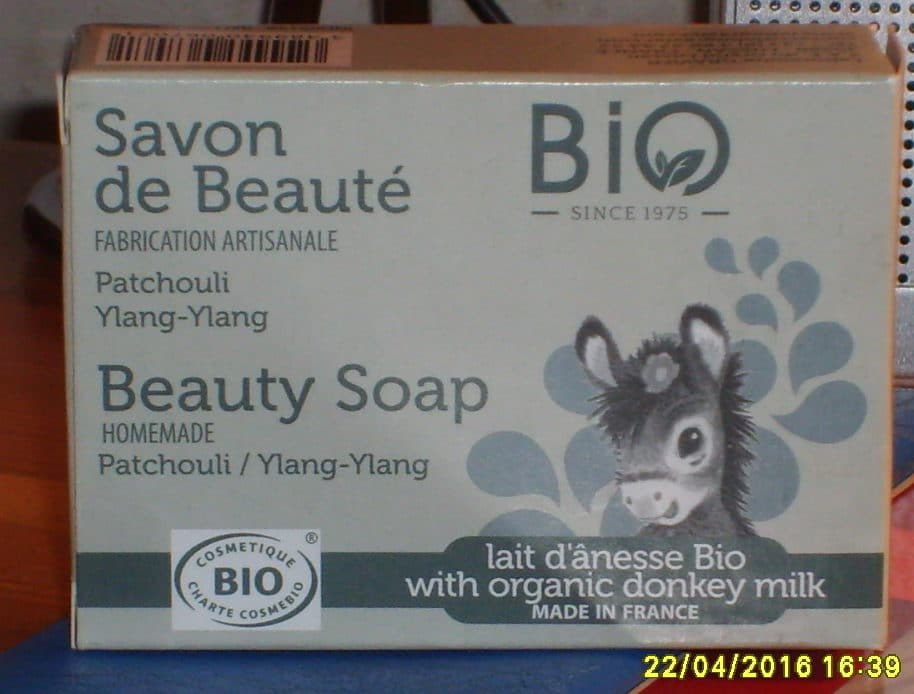 Savon
de Beauté
FABRICATION ARTISANALE
Patchouli
Ylang-Ylang
Beauty Soap
HOMEMADE
Patchouli / Ylang-Ylang
BiO
SINCE 1975
COSMETIQUE
®
BIO
CHARTE COSMEBIO
lait d'ânesse Bio
with organic donkey milk
MADE IN FRANCE
22/04/2016 16:39